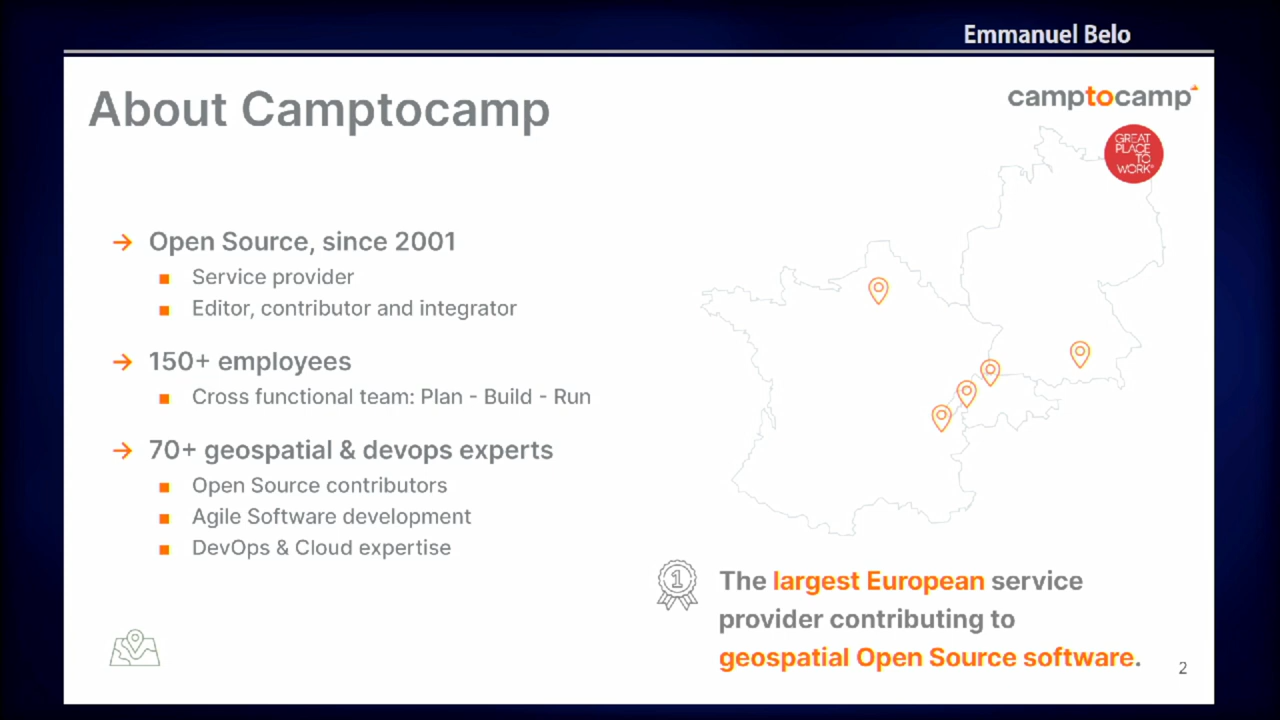 Emmanuel Belo
About Camptocamp
camptocamp
GREAT
PLACE
TO
WORK®
→ Open Source, since 2001
■ Service provider
■ Editor, contributor and integrator
→ 150+ employees
■ Cross functional team: Plan - Build - Run
→ 70+ geospatial & devops experts
■ Open Source contributors
■ Agile Software development
■ DevOps & Cloud expertise
1
The largest European service
provider contributing to
geospatial Open Source software.
2